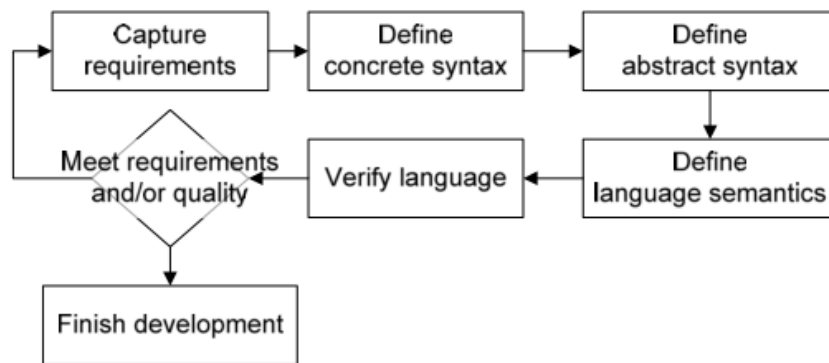 Capture
requirements
Define
concrete syntax
Define
abstract syntax
Define
language semantics
Verify language
Meet requirements
and/or quality
Finish development